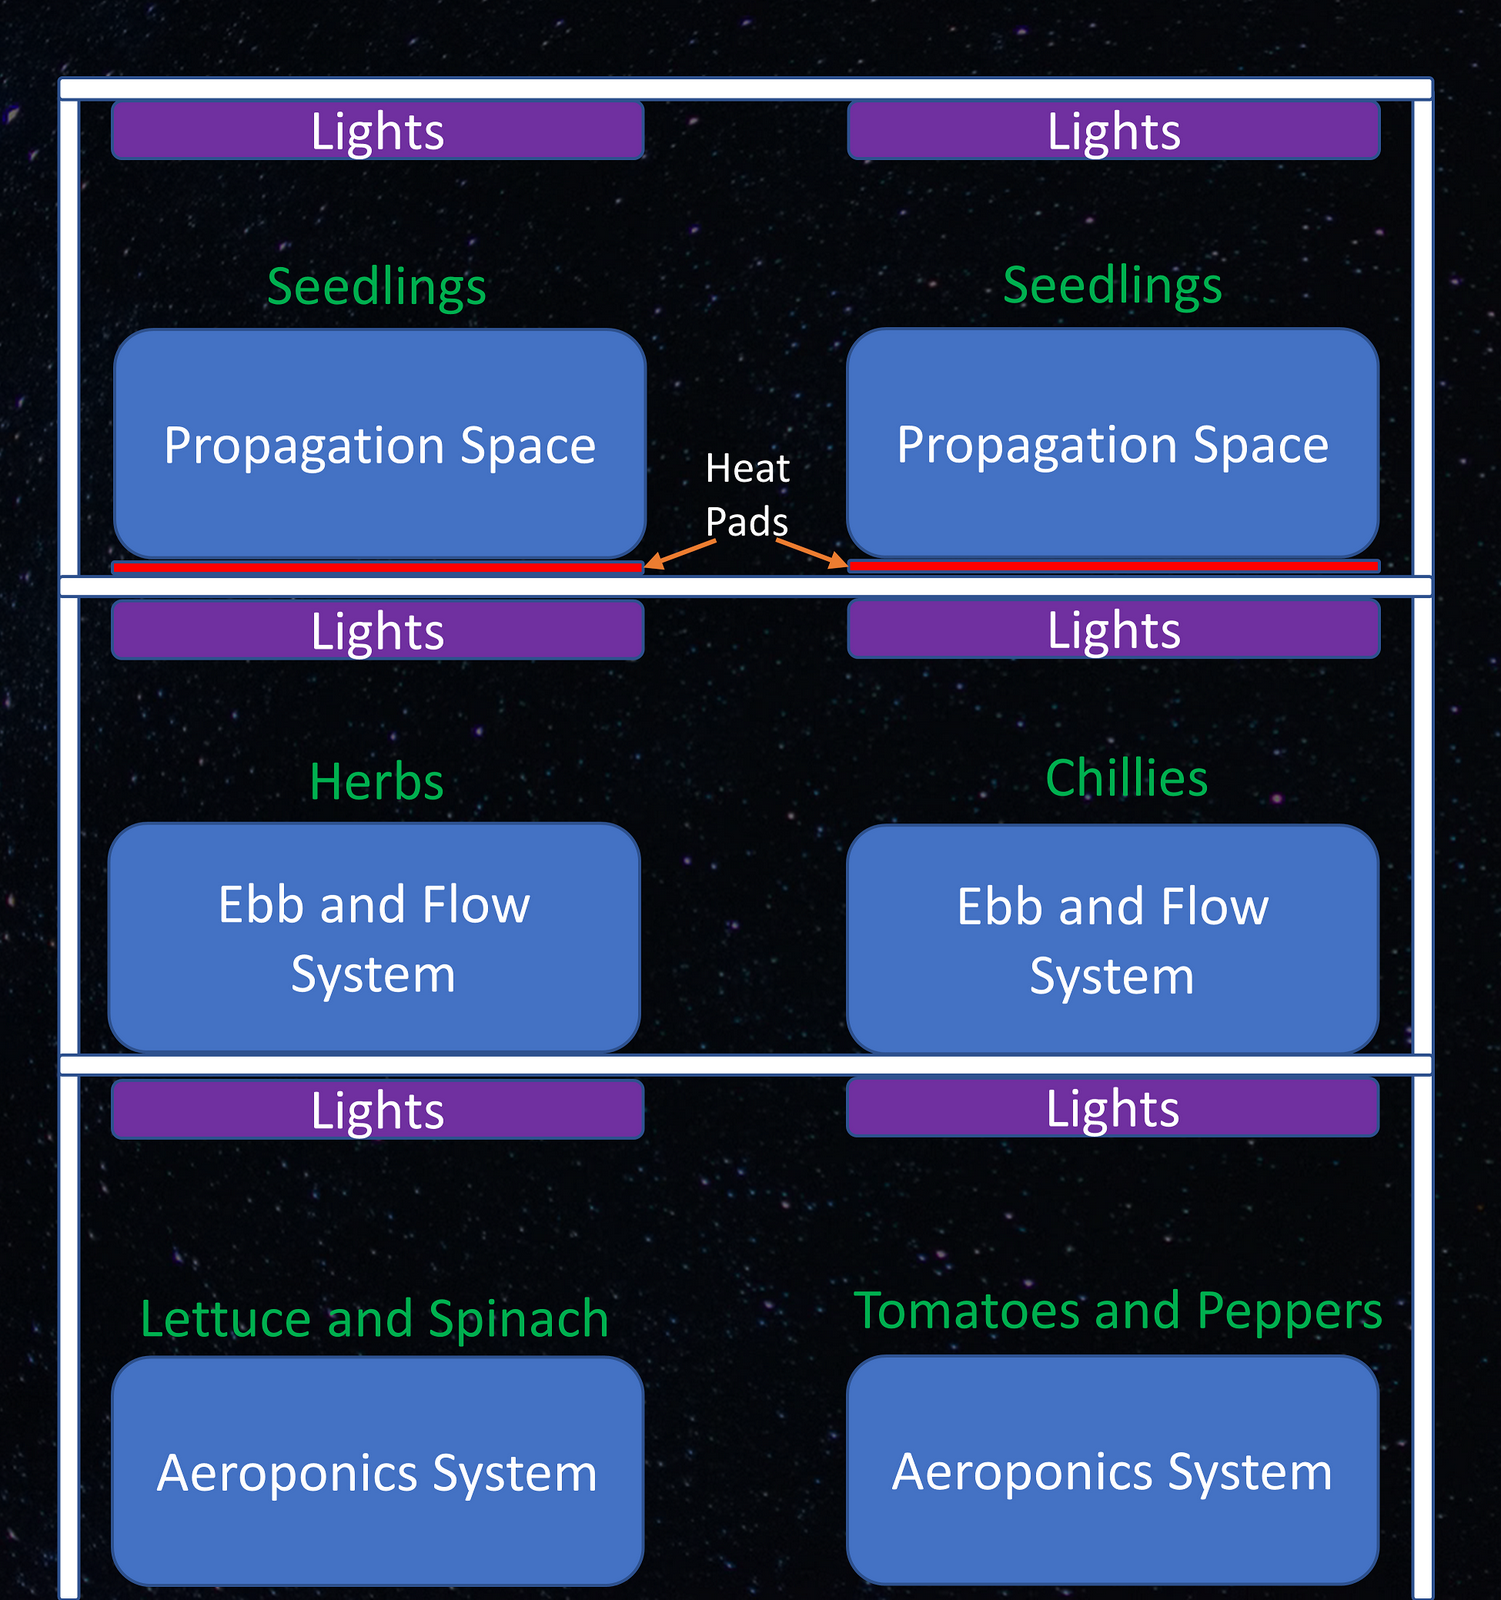 Lights
Lights
Seedlings
Seedlings
Propagation Space
Propagation Space
Heat
Pads
Lights
Lights
Herbs
Chillies
Ebb and Flow
System
Ebb and Flow
System
Lights
Lights
Lettuce and Spinach
Tomatoes and Peppers
Aeroponics System
Aeroponics System